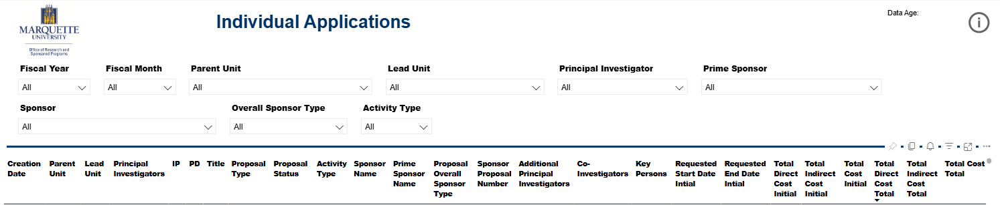 MARQUETTE
UNIVERSITY
Office of Research and
Sponsored Programs
Individual Applications
Data Age:
Fiscal Year Fiscal Month Parent Unit Lead Unit Principal Investigator Prime Sponsor
All All All All All All
Sponsor Overall Sponsor Type Activity Type
All All All
Creation Date Parent Unit Lead Unit Principal Investigators IP PD Title Proposal Type Proposal Status Activity Type Sponsor Name Prime Sponsor Name Proposal Overall Sponsor Type Sponsor Proposal Number Additional Principal Investigators Co-Investigators Key Persons Requested Start Date Intial Requested End Date Intial Total Direct Cost Initial Total Indirect Cost Initial Total Cost Initial Total Direct Cost Total Total Indirect Cost Total Total Cost Total